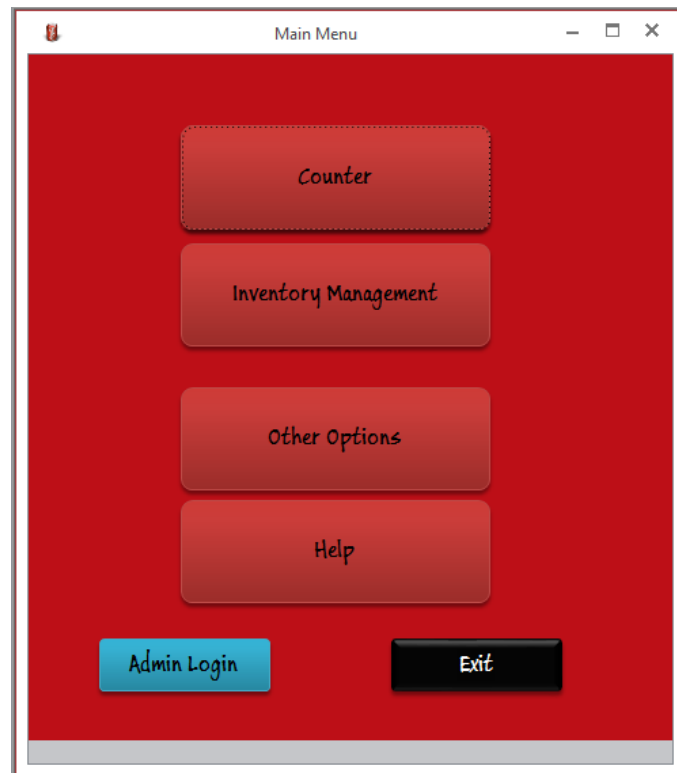 Main Menu
Counter
Inventory Management
Other Options
Help
Admin Login
Exit